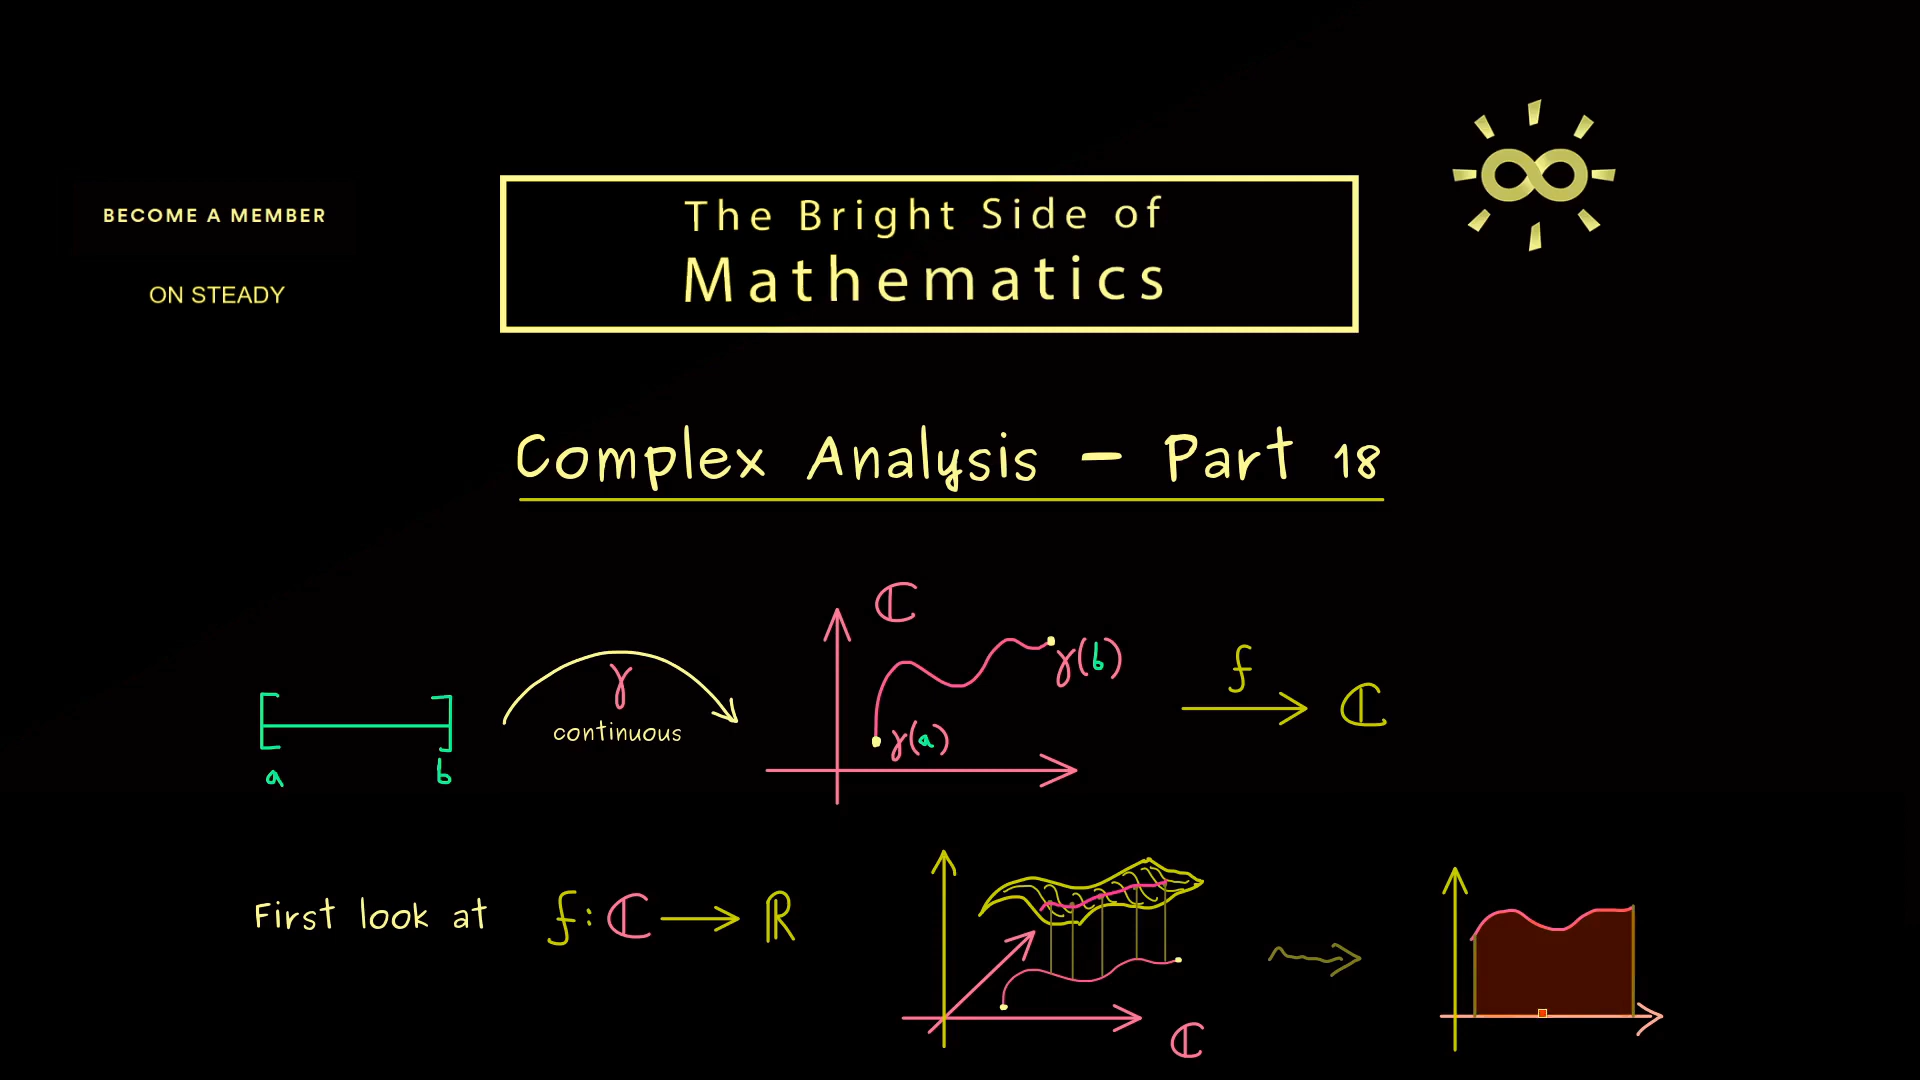 BECOME A MEMBER
ON STEADY
The Bright Side of
Mathematics
Complex Analysis – Part 18
[ ] a b
γ
continuous
ℂ
γ(a)
γ(b)
f
ℂ
First look at f: ℂ ⟶ ℝ
ℂ